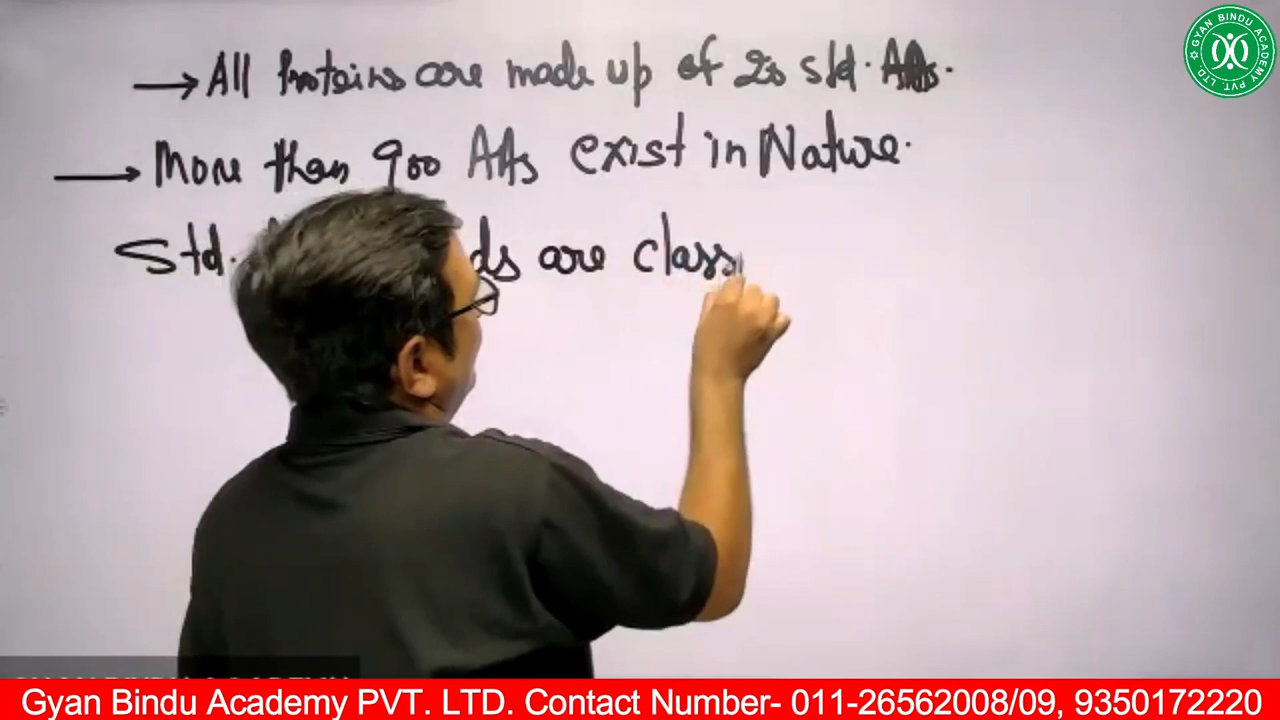 → All Proteins are made up of 20 std. AAs.
→ More than 900 AAs exist in Nature.
Std. ds are class
GYAN BINDU ACADEMY PVT. LTD.
Gyan Bindu Academy PVT. LTD. Contact Number- 011-26562008/09, 9350172220